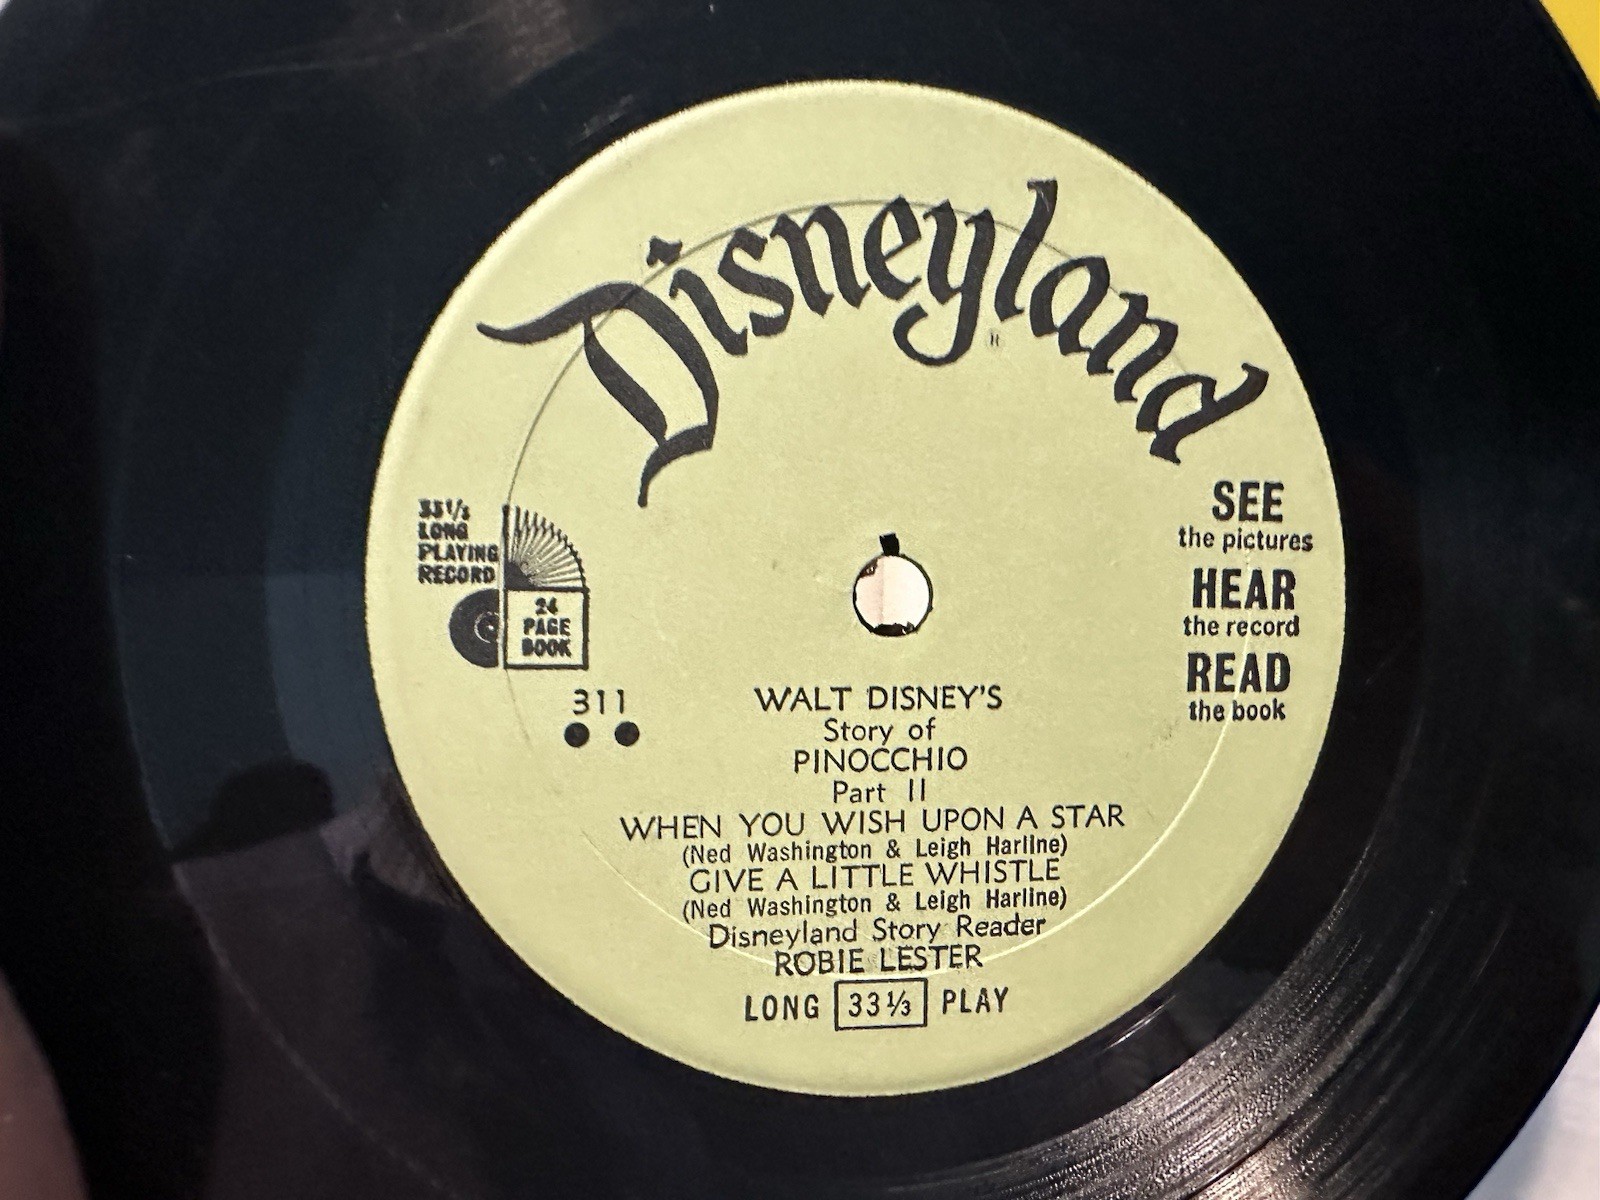 Disneyland
®
33⅓
LONG
PLAYING
RECORD
24
PAGE
BOOK
311
SEE
the pictures
HEAR
the record
READ
the book
WALT DISNEY'S
Story of
PINOCCHIO
Part II
WHEN YOU WISH UPON A STAR
(Ned Washington & Leigh Harline)
GIVE A LITTLE WHISTLE
(Ned Washington & Leigh Harline)
Disneyland Story Reader
ROBIE LESTER
LONG 33⅓ PLAY